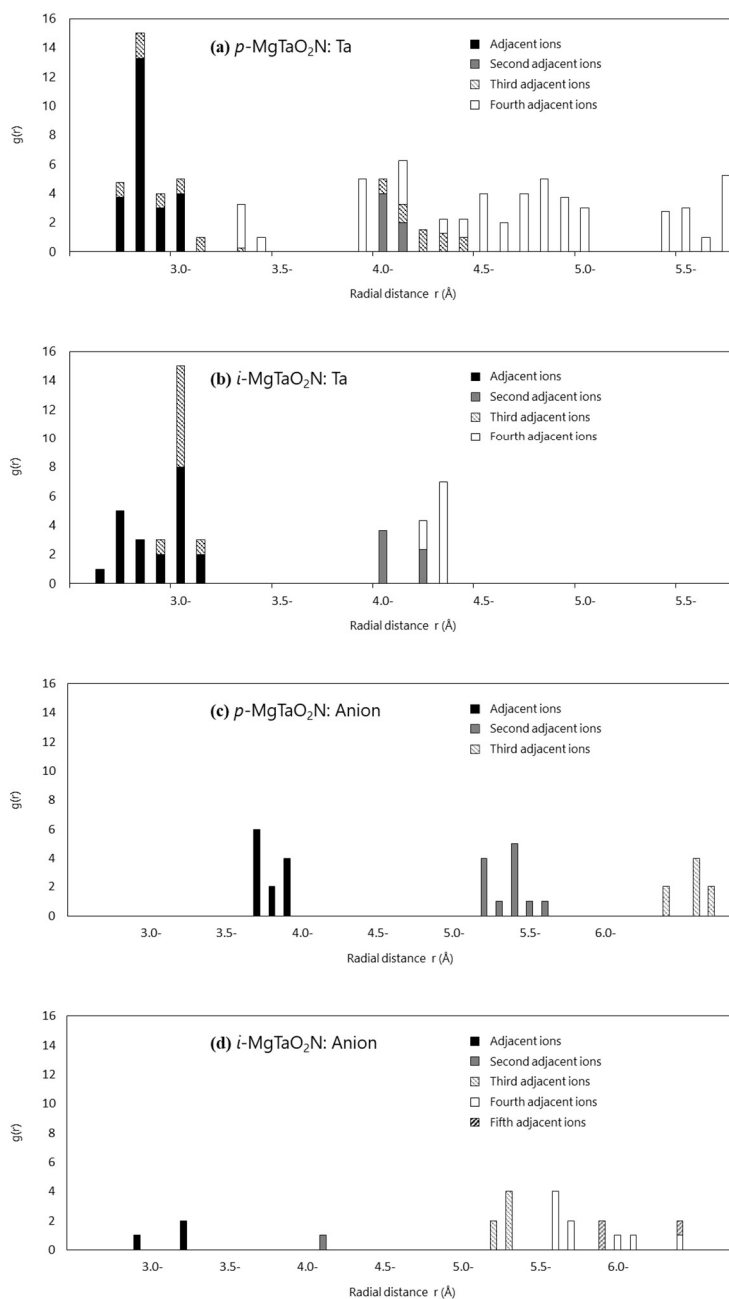 (a) p-MgTaO2N: Ta
Adjacent ions
Second adjacent ions
Third adjacent ions
Fourth adjacent ions
g(r)
16
14
12
10
8
6
4
2
0
3.0- 3.5- 4.0- 4.5- 5.0- 5.5-
Radial distance r (Å)
(b) i-MgTaO2N: Ta
Adjacent ions
Second adjacent ions
Third adjacent ions
Fourth adjacent ions
g(r)
16
14
12
10
8
6
4
2
0
3.0- 3.5- 4.0- 4.5- 5.0- 5.5-
Radial distance r (Å)
(c) p-MgTaO2N: Anion
Adjacent ions
Second adjacent ions
Third adjacent ions
g(r)
16
14
12
10
8
6
4
2
0
3.0- 3.5- 4.0- 4.5- 5.0- 5.5- 6.0-
Radial distance r (Å)
(d) i-MgTaO2N: Anion
Adjacent ions
Second adjacent ions
Third adjacent ions
Fourth adjacent ions
Fifth adjacent ions
g(r)
16
14
12
10
8
6
4
2
0
3.0- 3.5- 4.0- 4.5- 5.0- 5.5- 6.0-
Radial distance r (Å)